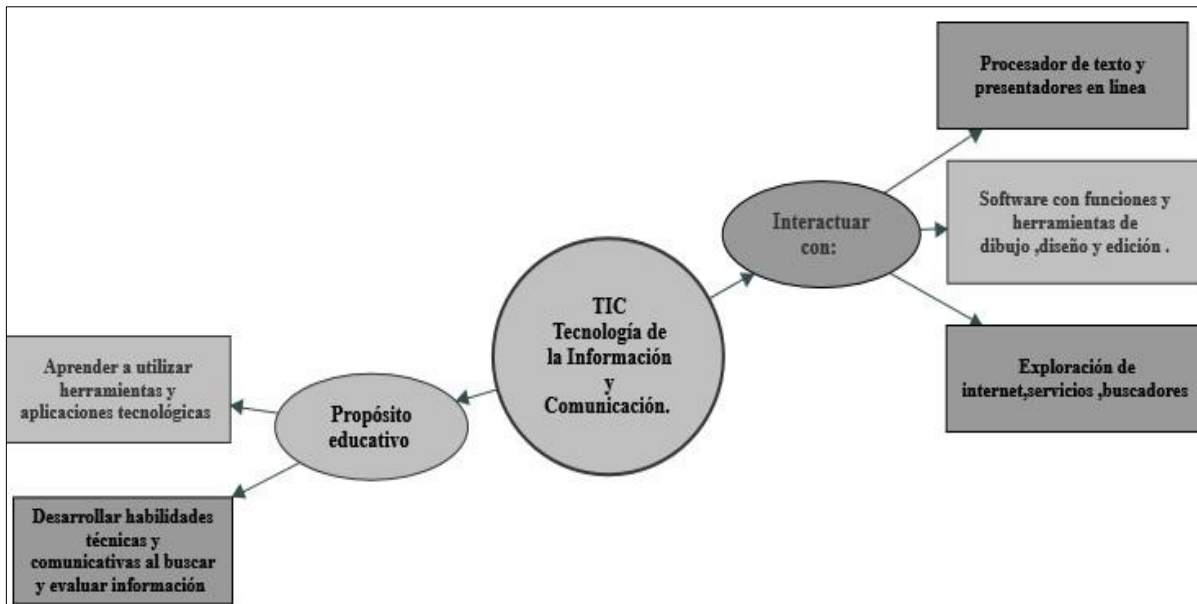 TIC
Tecnología de
la Información
y
Comunicación.
Interactuar
con:
Procesador de texto y
presentadores en línea
Software con funciones y
herramientas de
dibujo ,diseño y edición .
Exploración de
internet,servicios ,buscadores
Propósito
educativo
Aprender a utilizar
herramientas y
aplicaciones tecnológicas
Desarrollar habilidades
técnicas y
comunicativas al buscar
y evaluar información